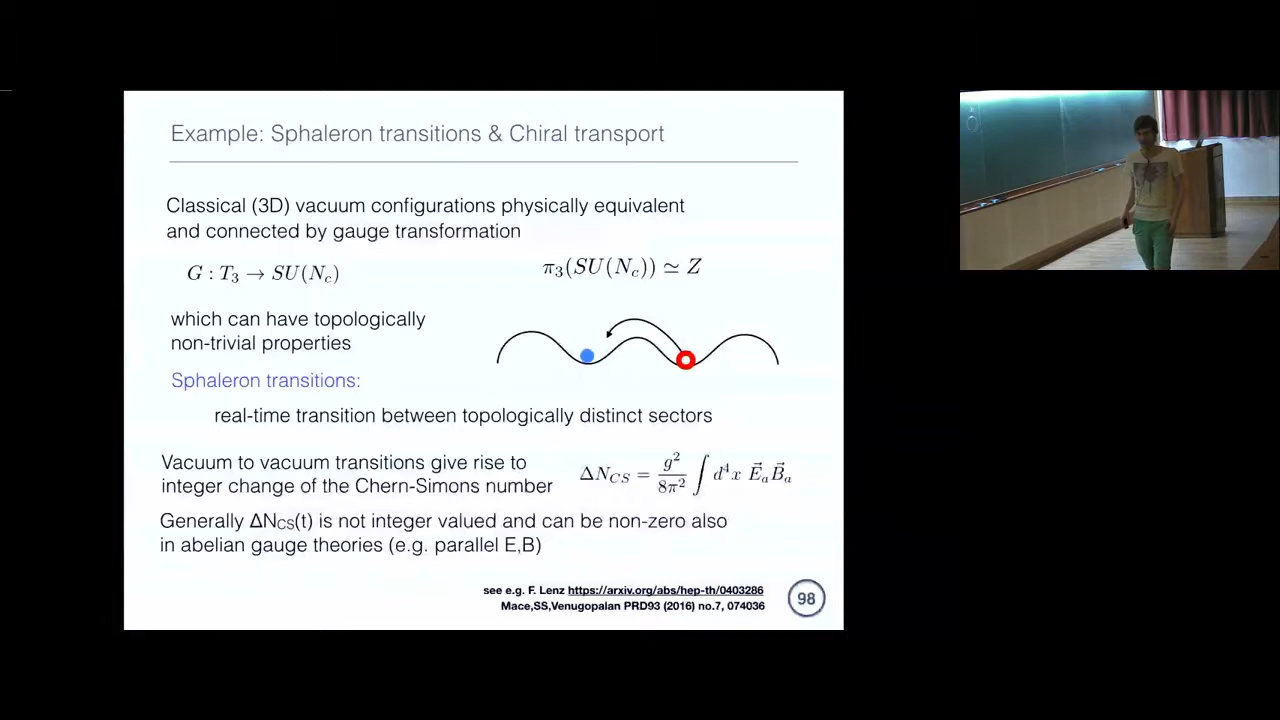 Example: Sphaleron transitions & Chiral transport
Classical (3D) vacuum configurations physically equivalent
and connected by gauge transformation
G : T₃ → SU(N_c)
π₃(SU(N_c)) ≃ Z
which can have topologically
non-trivial properties
Sphaleron transitions:
real-time transition between topologically distinct sectors
Vacuum to vacuum transitions give rise to
integer change of the Chern-Simons number
ΔN_CS = g²/8π² ∫ d⁴x E⃗ₐB⃗ₐ
Generally ΔN_CS(t) is not integer valued and can be non-zero also
in abelian gauge theories (e.g. parallel E,B)
see e.g. F. Lenz https://arxiv.org/abs/hep-th/0403286
Mace,SS,Venugopalan PRD93 (2016) no.7, 074036
98